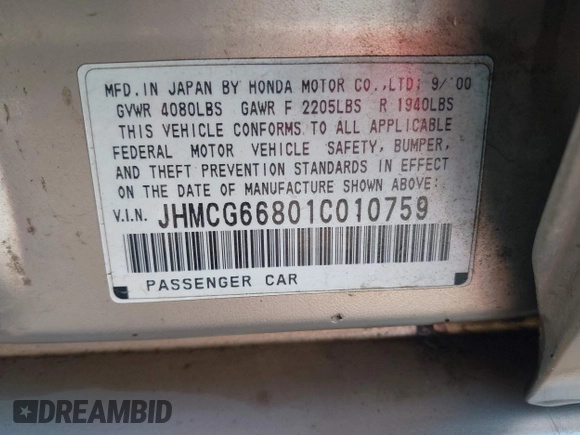 MFD. IN JAPAN BY HONDA MOTOR CO.,LTD: 9/'00
GVWR 4080LBS GAWR F 2205LBS R 1940LBS
THIS VEHICLE CONFORMS TO ALL APPLICABLE
FEDERAL MOTOR VEHICLE SAFETY, BUMPER,
AND THEFT PREVENTION STANDARDS IN EFFECT
ON THE DATE OF MANUFACTURE SHOWN ABOVE:
V.I.N. JHMCG66801C010759
PASSENGER CAR
DREAMBID